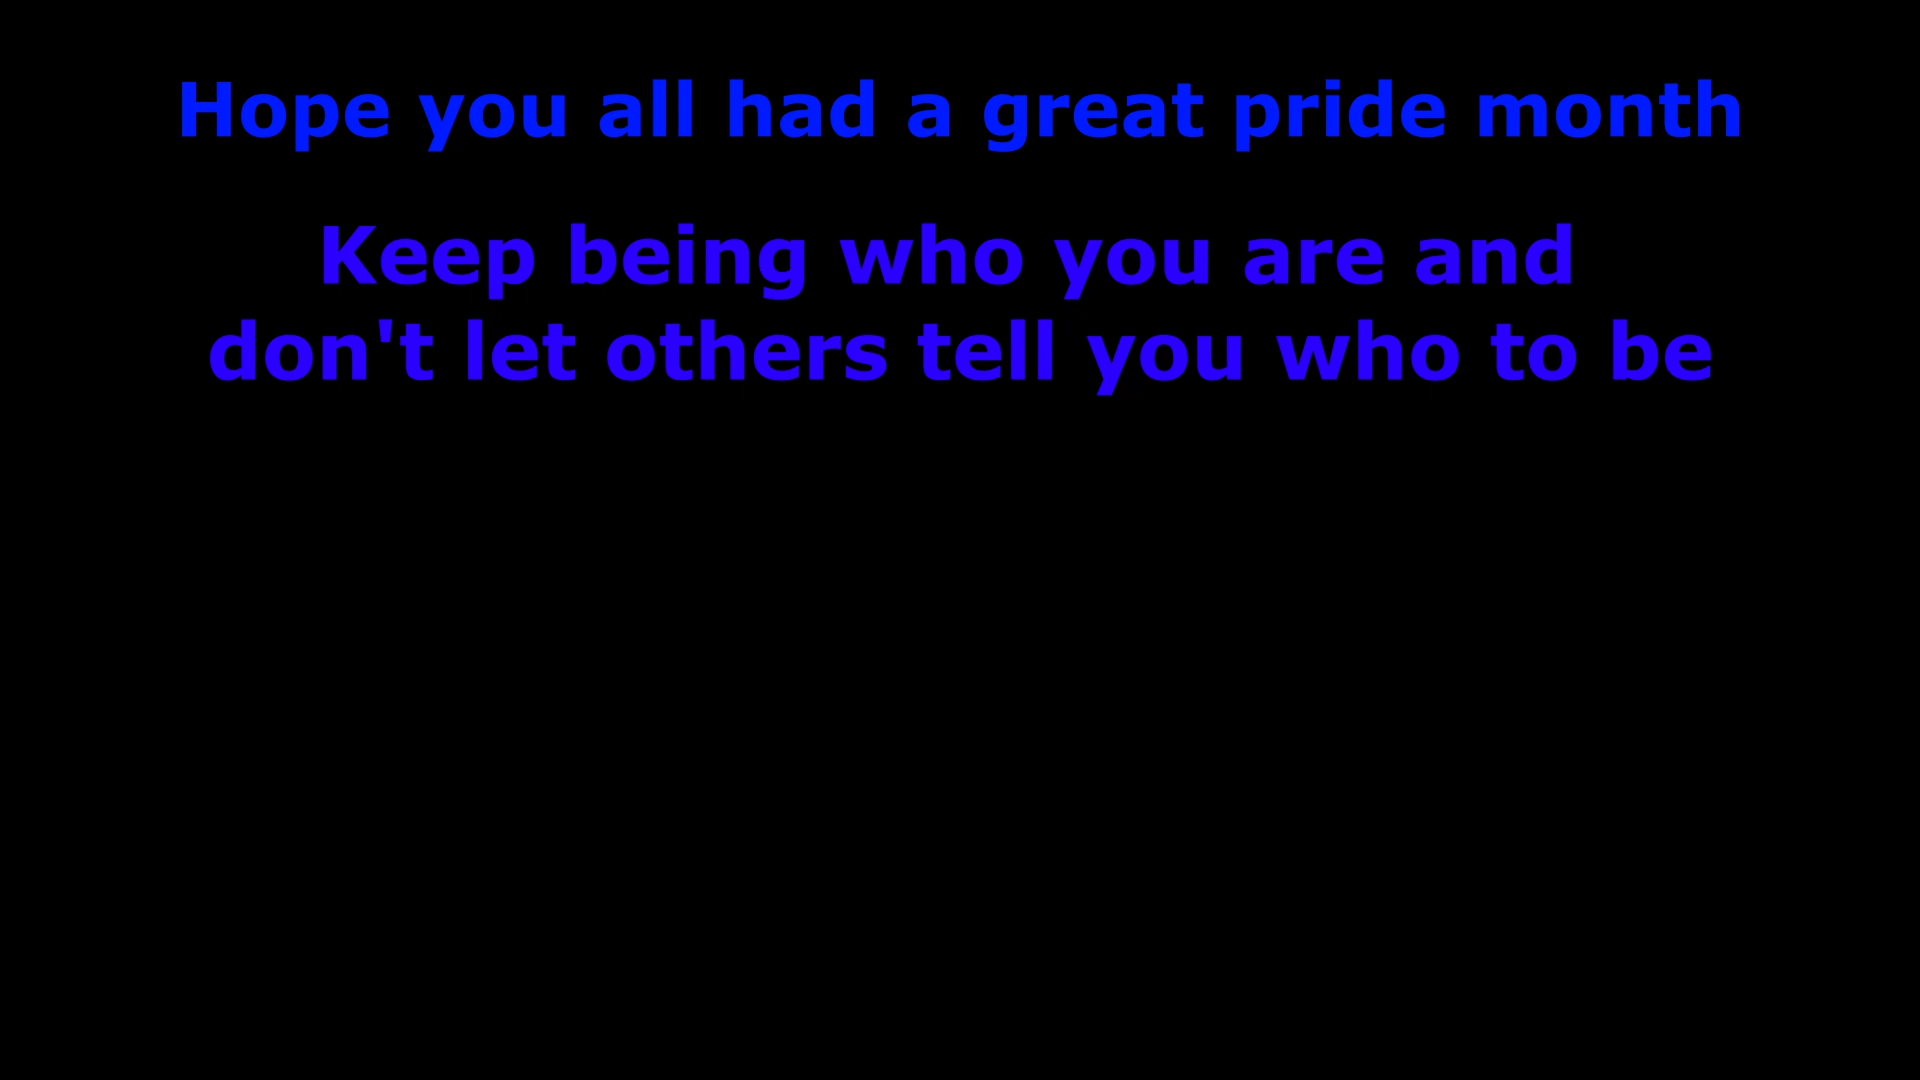 Hope you all had a great pride month
Keep being who you are and
don't let others tell you who to be